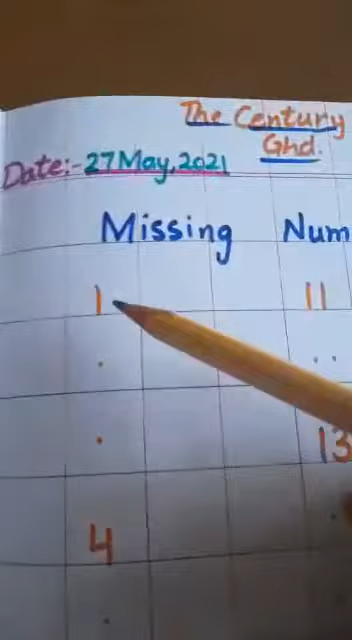 The Century
Ghd.
Date:- 27 May, 2021
Missing Num
1 11
. ..
. 13
4 .
.